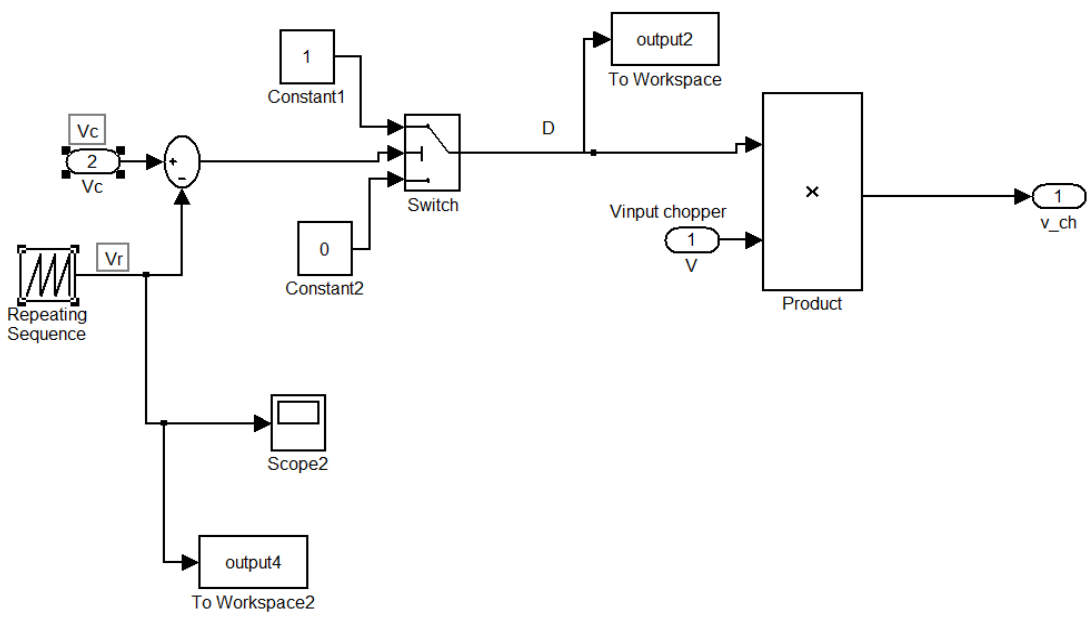 output2
To Workspace
1
Constant1
D
Vc
2
Vc
+
-
Switch
×
Vinput chopper
1
V
1
v_ch
0
Constant2
Vr
Product
Repeating
Sequence
Scope2
output4
To Workspace2